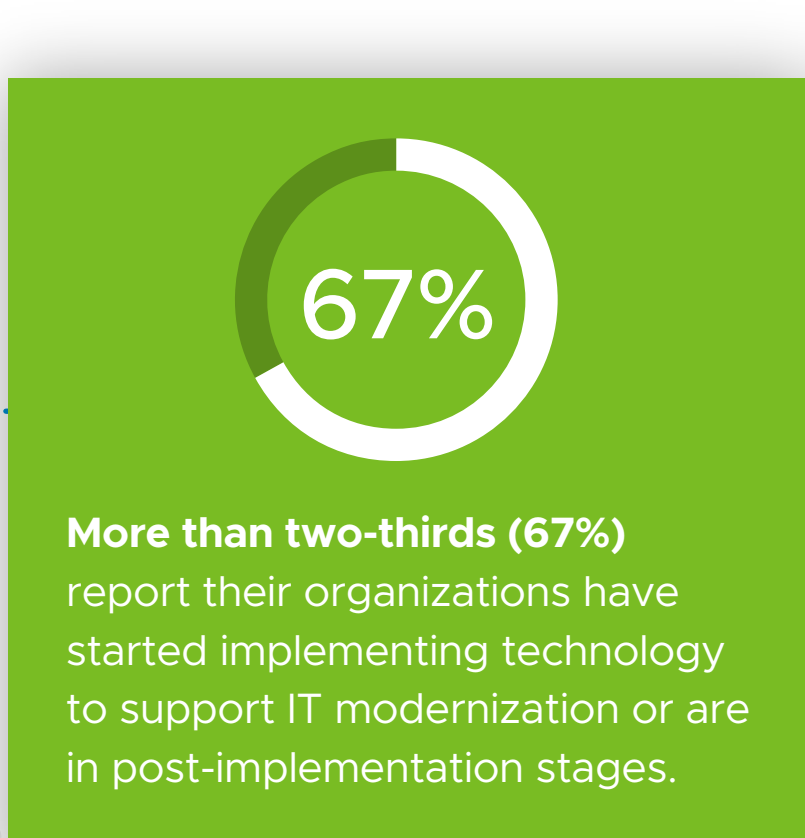 67%
More than two-thirds (67%)
report their organizations have
started implementing technology
to support IT modernization or are
in post-implementation stages.